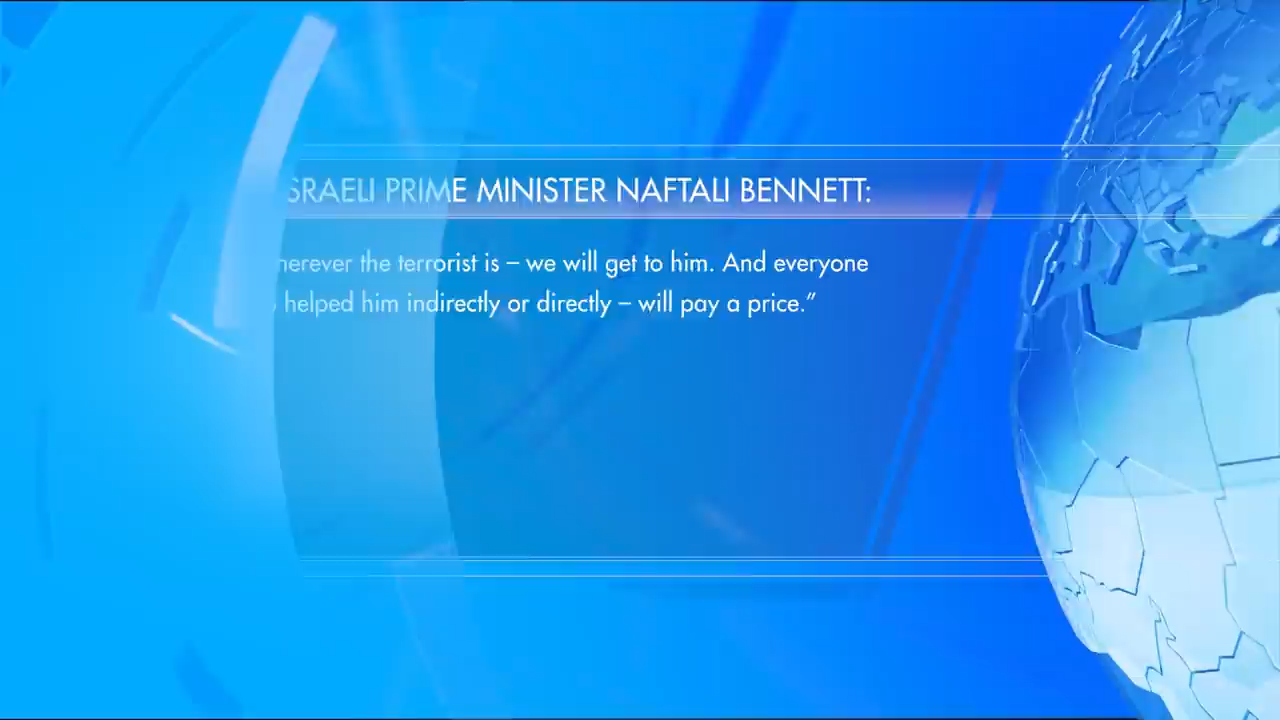 SRAELI PRIME MINISTER NAFTALI BENNETT:
herever the terrorist is – we will get to him. And everyone
helped him indirectly or directly – will pay a price.”